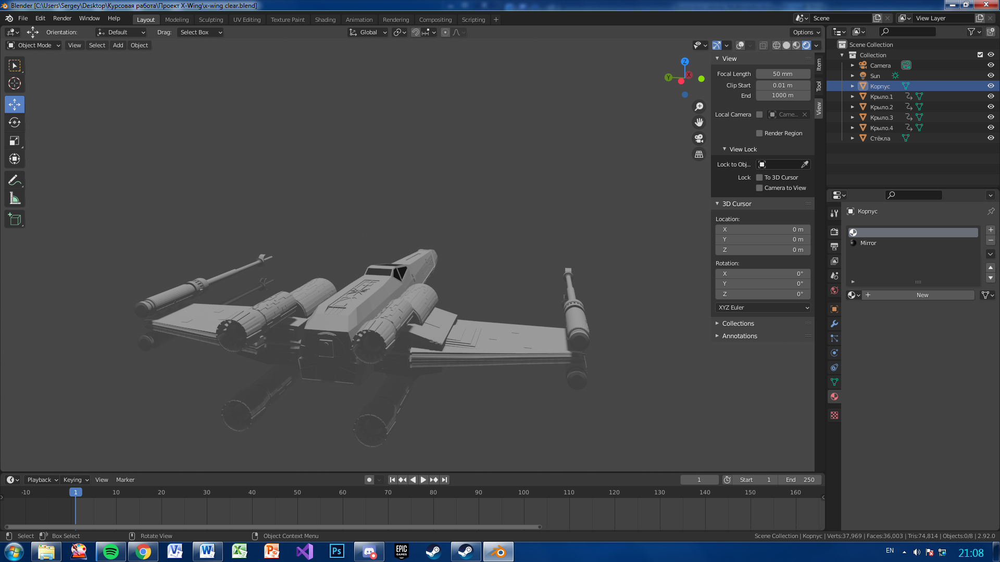 Blender [C:\Users\Sergey\Desktop\Курсовая работа\Проект X-Wing\x-wing clear.blend]
File Edit Render Window Help Layout Modeling Sculpting UV Editing Texture Paint Shading Animation Rendering Compositing Scripting + Scene View Layer
Orientation: Default Drag: Select Box Global Options
Object Mode View Select Add Object
Z
Y
X
View
Focal Length 50 mm
Clip Start 0.01 m
End 1000 m
Local Camera Came...
Render Region
View Lock
Lock to Obj...
Lock To 3D Cursor
Camera to View
3D Cursor
Location:
X 0 m
Y 0 m
Z 0 m
Rotation:
X 0°
Y 0°
Z 0°
XYZ Euler
Collections
Annotations
Item
Tool
View
Scene Collection
Collection
Camera
Sun
Корпус
Крыло.1
Крыло.2
Крыло.3
Крыло.4
Стёкла
Корпус
Mirror
New
Playback Keying View Marker 1 Start 1 End 250
-10 1 10 20 30 40 50 60 70 80 90 100 110 120 130 140 150 160
Select Box Select Rotate View Object Context Menu
Scene Collection | Корпус | Verts:37,969 | Faces:36,003 | Tris:74,814 | Objects:0/8 | 2.92.0
Ps
EPIC
GAMES
EN
21:08